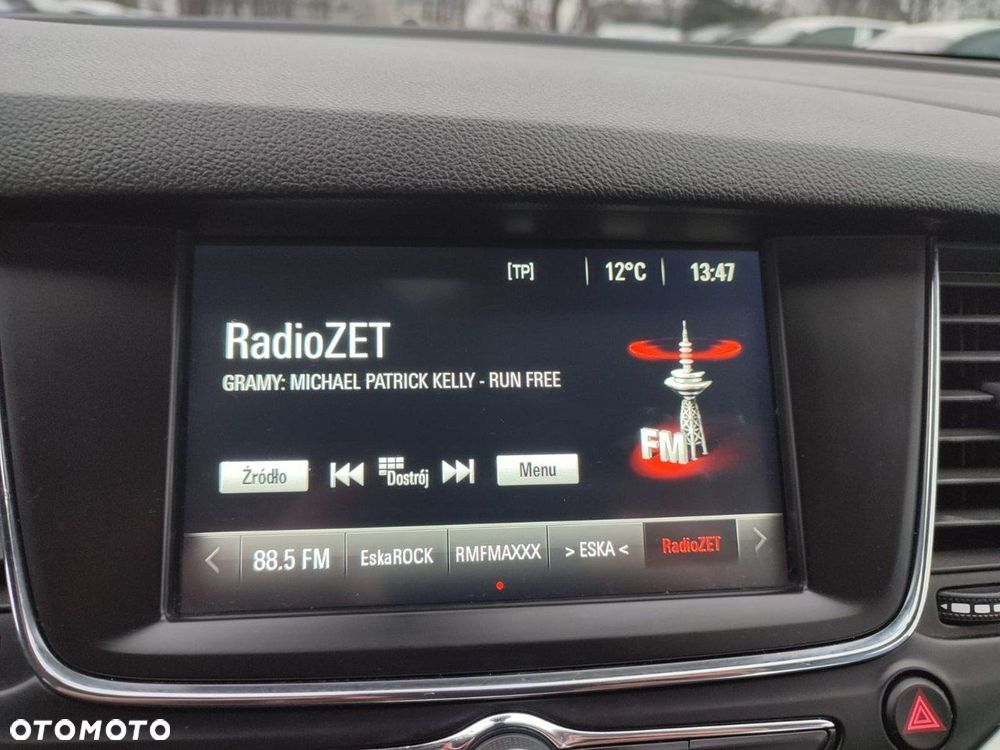 [TP] 12°C 13:47
RadioZET
GRAMY: MICHAEL PATRICK KELLY - RUN FREE
FM
Źródło Dostrój Menu
< 88.5 FM EskaROCK RMFMAXXX > ESKA < RadioZET >
OTOMOTO